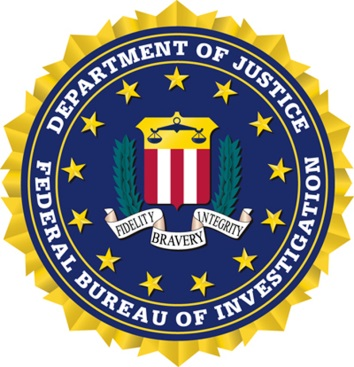 DEPARTMENT OF JUSTICE
FIDELITY
BRAVERY
INTEGRITY
FEDERAL BUREAU OF INVESTIGATION